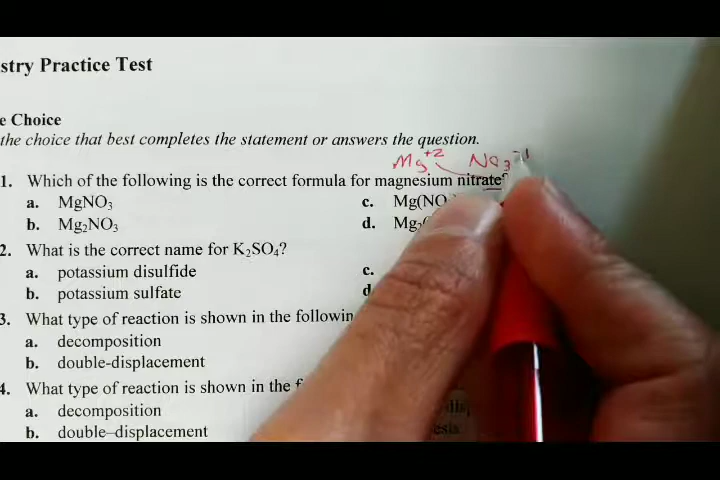 stry Practice Test
e Choice
the choice that best completes the statement or answers the question.
Mg+2 NO3-1
1. Which of the following is the correct formula for magnesium nitrate?
a. MgNO3 c. Mg(NO
b. Mg2NO3 d. Mg2(
2. What is the correct name for K2SO4?
a. potassium disulfide c.
b. potassium sulfate d
3. What type of reaction is shown in the followin
a. decomposition
b. double-displacement
4. What type of reaction is shown in the f
a. decomposition
b. double–displacement